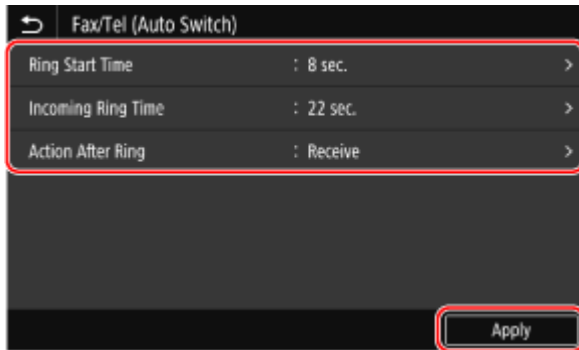 Fax/Tel (Auto Switch)
Ring Start Time : 8 sec. >
Incoming Ring Time : 22 sec. >
Action After Ring : Receive >
Apply